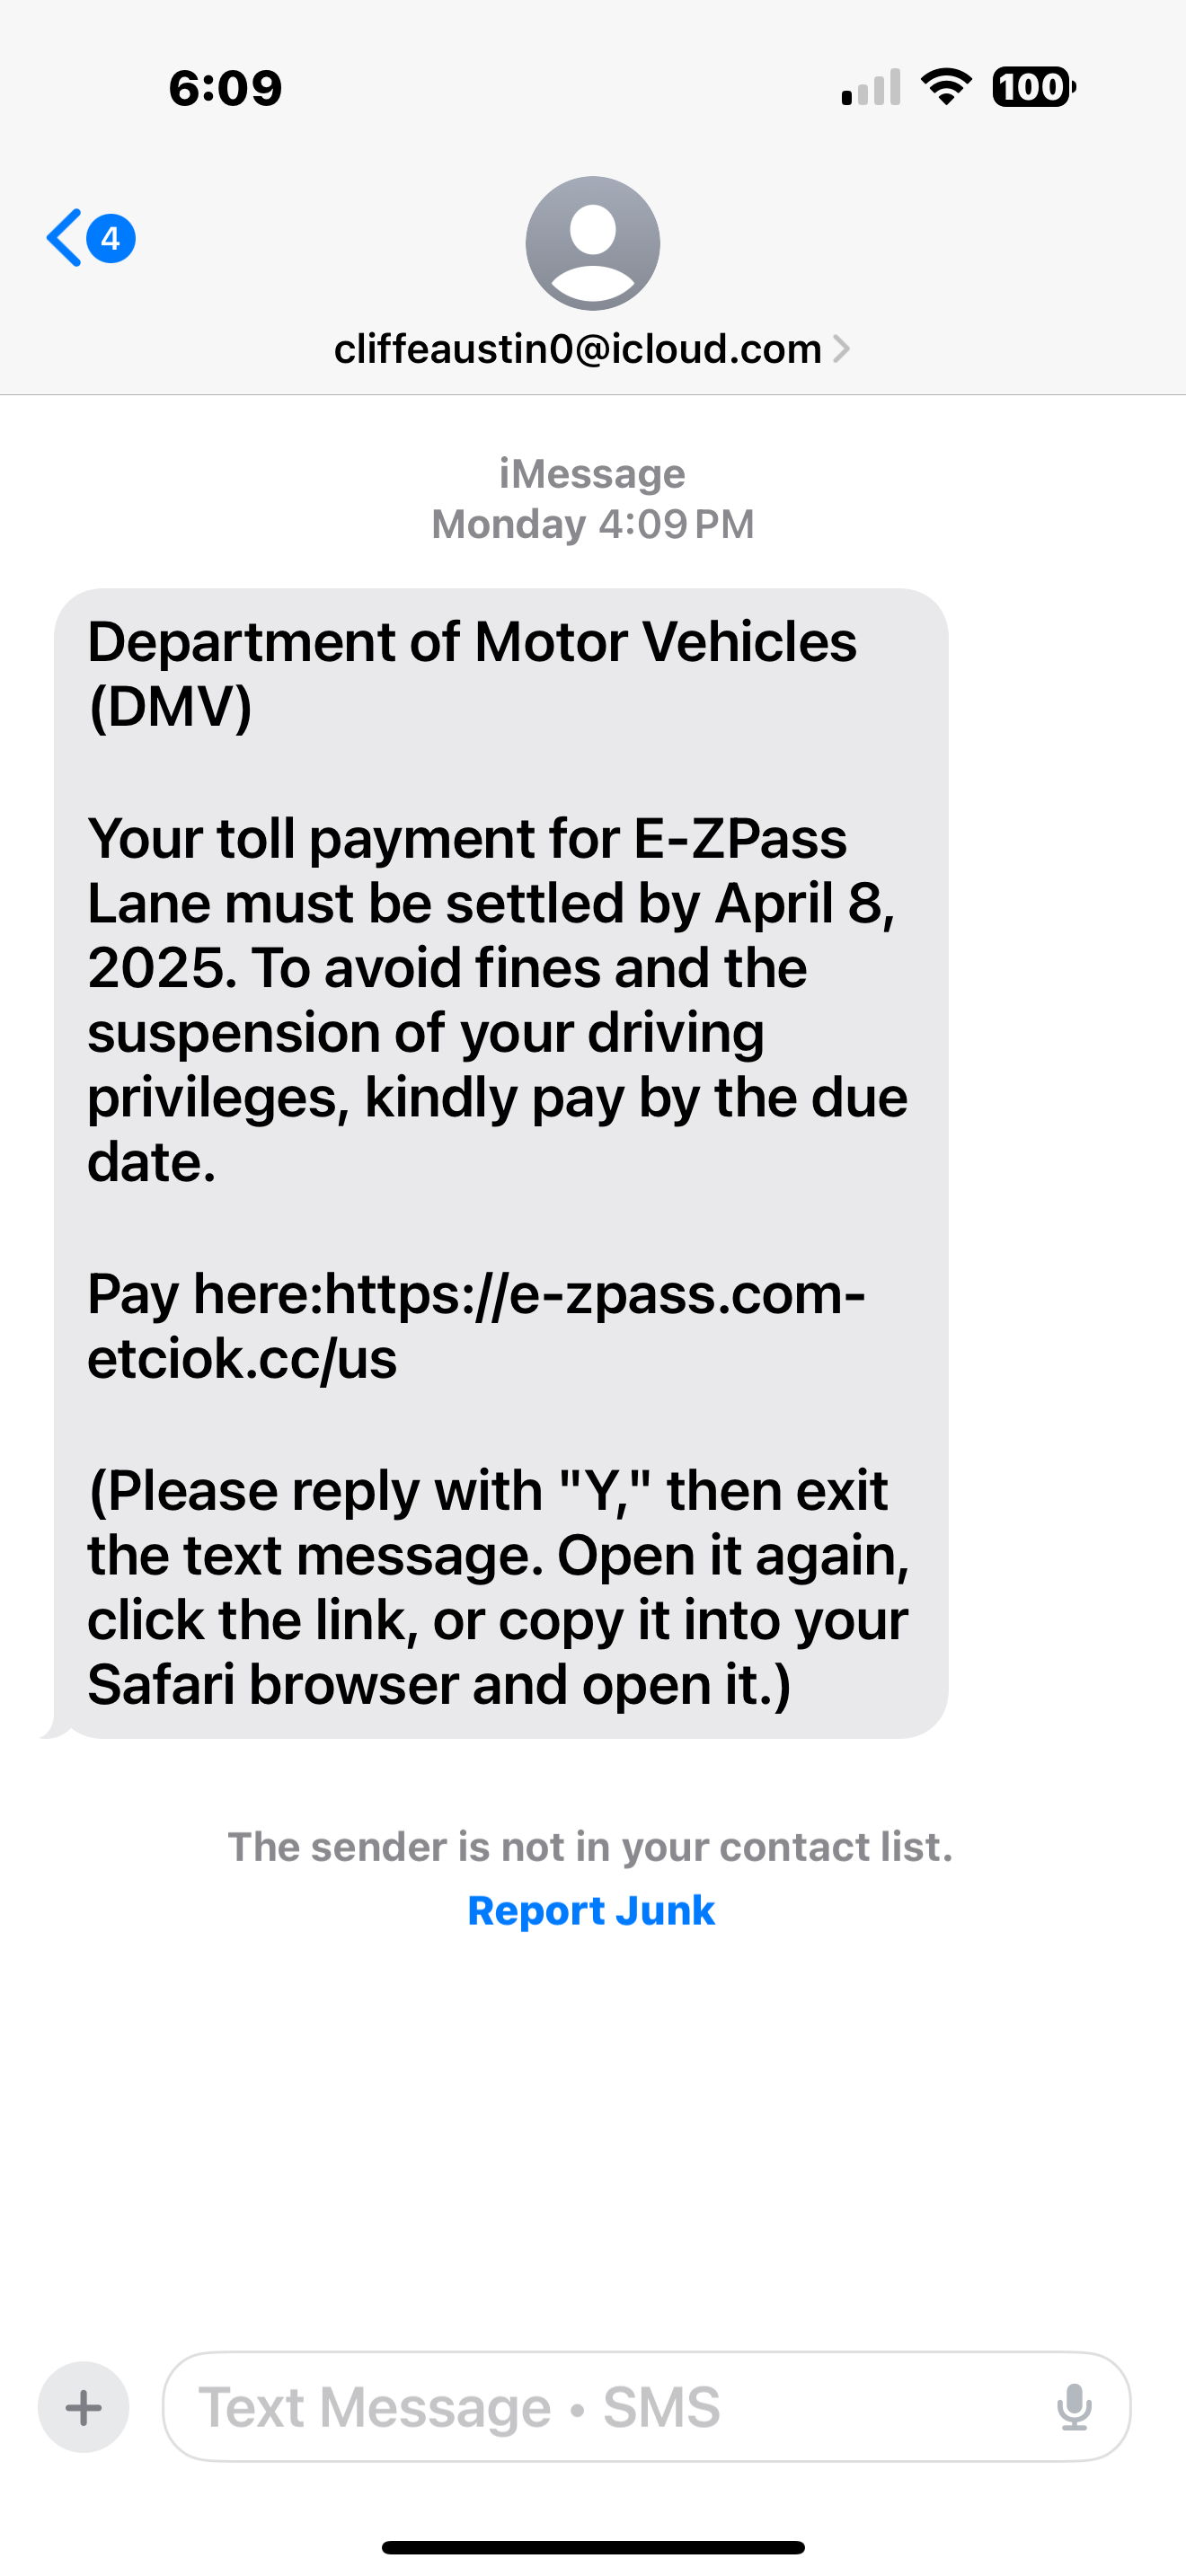 6:09
100
4
cliffeaustin0@icloud.com
iMessage
Monday 4:09 PM
Department of Motor Vehicles
(DMV)
Your toll payment for E-ZPass
Lane must be settled by April 8,
2025. To avoid fines and the
suspension of your driving
privileges, kindly pay by the due
date.
Pay here:https://e-zpass.com-
etciok.cc/us
(Please reply with "Y," then exit
the text message. Open it again,
click the link, or copy it into your
Safari browser and open it.)
The sender is not in your contact list.
Report Junk
Text Message • SMS